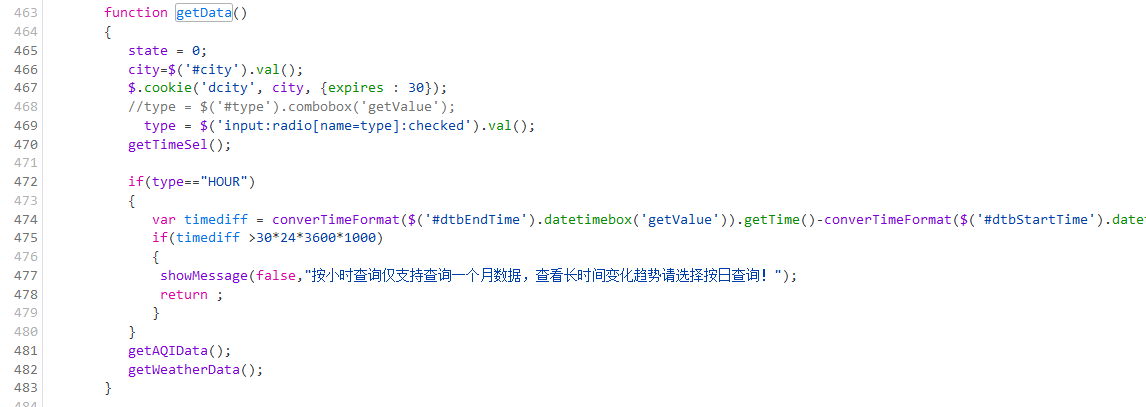 463 function getData()
464 {
465 state = 0;
466 city=$('#city').val();
467 $.cookie('dcity', city, {expires : 30});
468 //type = $('#type').combobox('getValue');
469 type = $('input:radio[name=type]:checked').val();
470 getTimeSel();
471
472 if(type=="HOUR")
473 {
474 var timediff = converTimeFormat($('#dtbEndTime').datetimebox('getValue')).getTime()-converTimeFormat($('#dtbStartTime').datet
475 if(timediff >30*24*3600*1000)
476 {
477 showMessage(false,"按小时查询仅支持查询一个月数据，查看长时间变化趋势请选择按日查询！");
478 return ;
479 }
480 }
481 getAQIData();
482 getWeatherData();
483 }
484